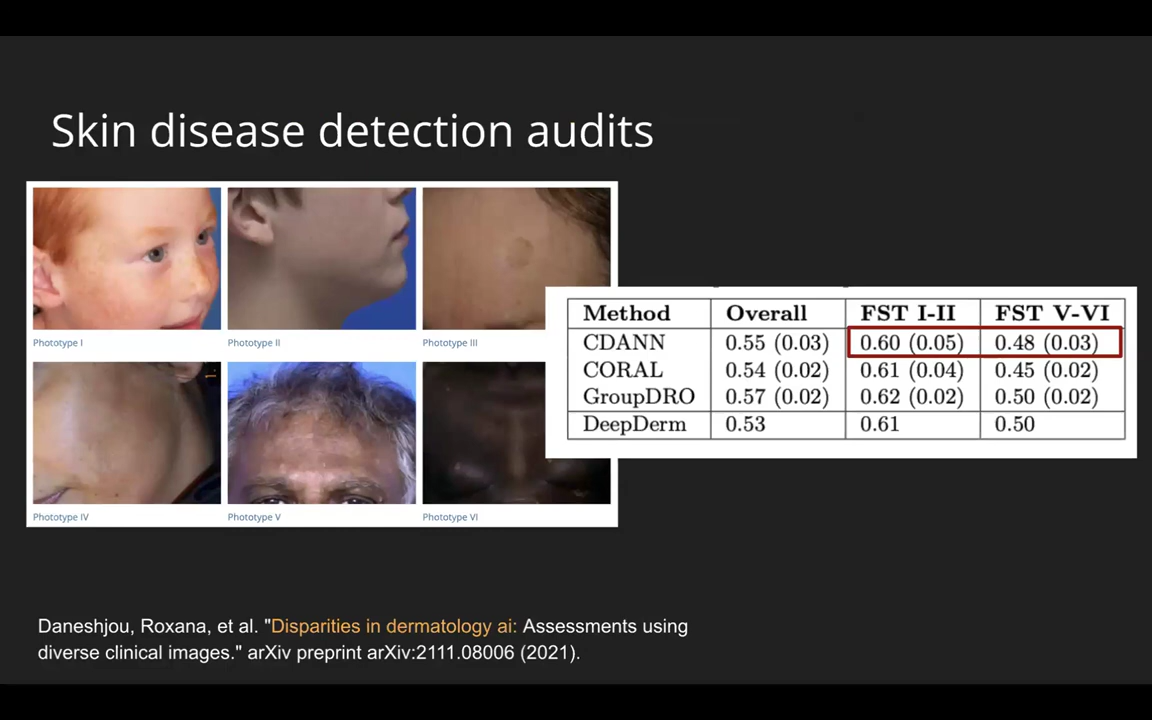 Skin disease detection audits
Phototype I
Phototype II
Phototype III
Phototype IV
Phototype V
Phototype VI
Method Overall FST I-II FST V-VI
CDANN 0.55 (0.03) 0.60 (0.05) 0.48 (0.03)
CORAL 0.54 (0.02) 0.61 (0.04) 0.45 (0.02)
GroupDRO 0.57 (0.02) 0.62 (0.02) 0.50 (0.02)
DeepDerm 0.53 0.61 0.50
Daneshjou, Roxana, et al. "Disparities in dermatology ai: Assessments using
diverse clinical images." arXiv preprint arXiv:2111.08006 (2021).